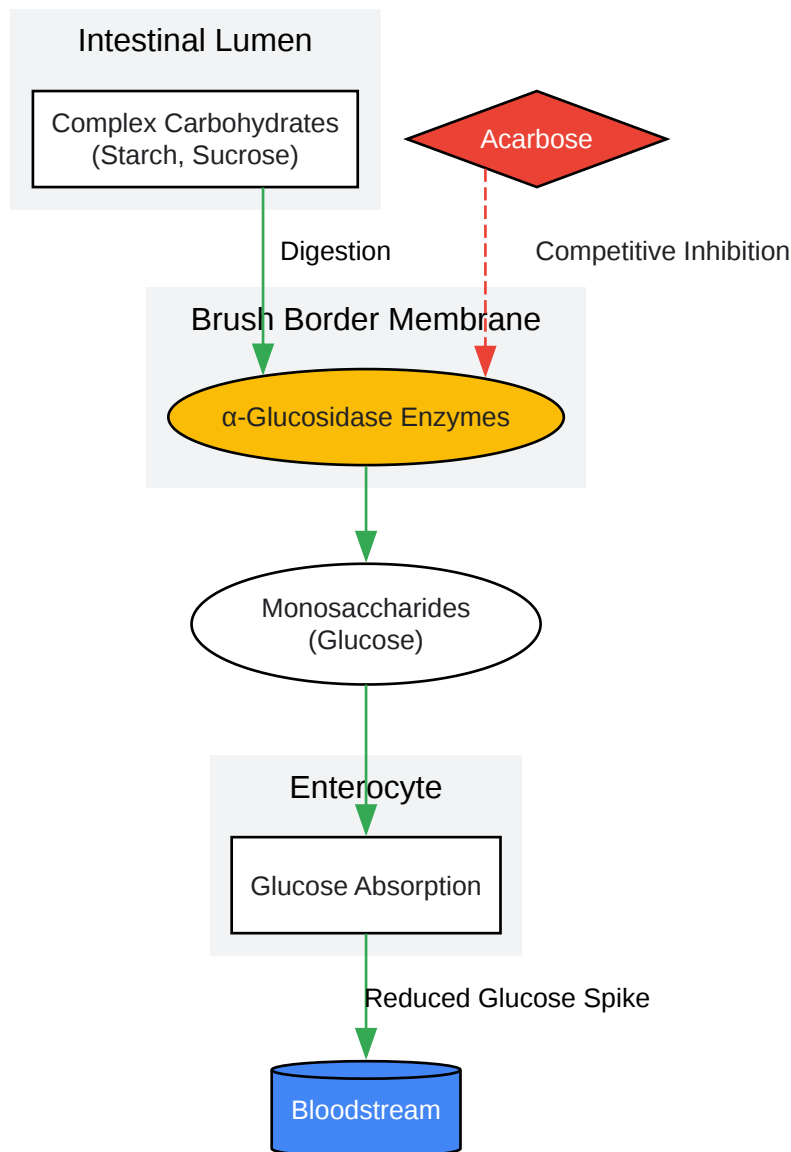 Intestinal Lumen
Complex Carbohydrates
(Starch, Sucrose)
Acarbose
Digestion
Competitive Inhibition
Brush Border Membrane
α-Glucosidase Enzymes
Monosaccharides
(Glucose)
Enterocyte
Glucose Absorption
Reduced Glucose Spike
Bloodstream